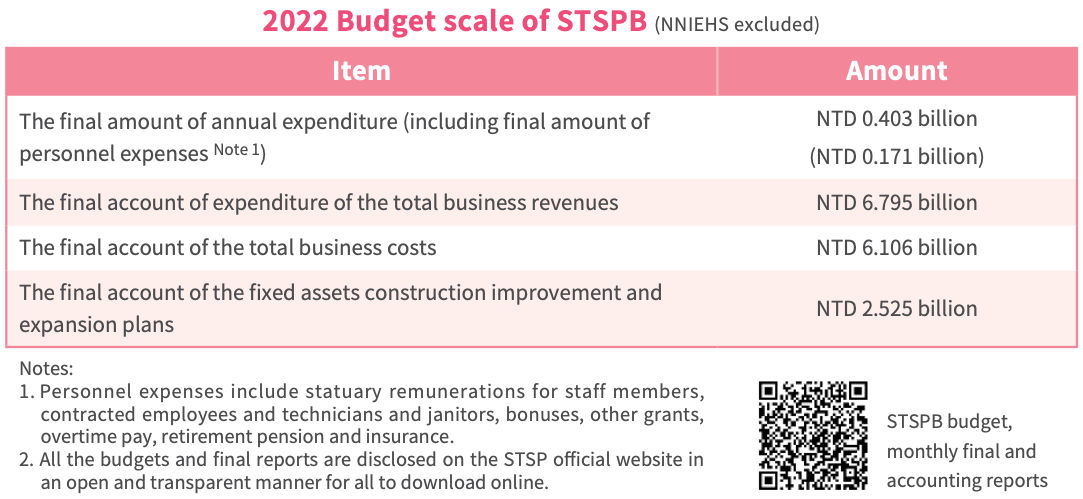 2022 Budget scale of STSPB (NNIEHS excluded)
Item Amount
The final amount of annual expenditure (including final amount of
personnel expenses Note 1)
NTD 0.403 billion
(NTD 0.171 billion)
The final account of expenditure of the total business revenues NTD 6.795 billion
The final account of the total business costs NTD 6.106 billion
The final account of the fixed assets construction improvement and
expansion plans
NTD 2.525 billion
Notes:
1. Personnel expenses include statuary remunerations for staff members,
contracted employees and technicians and janitors, bonuses, other grants,
overtime pay, retirement pension and insurance.
2. All the budgets and final reports are disclosed on the STSP official website in
an open and transparent manner for all to download online.
STSPB budget,
monthly final and
accounting reports